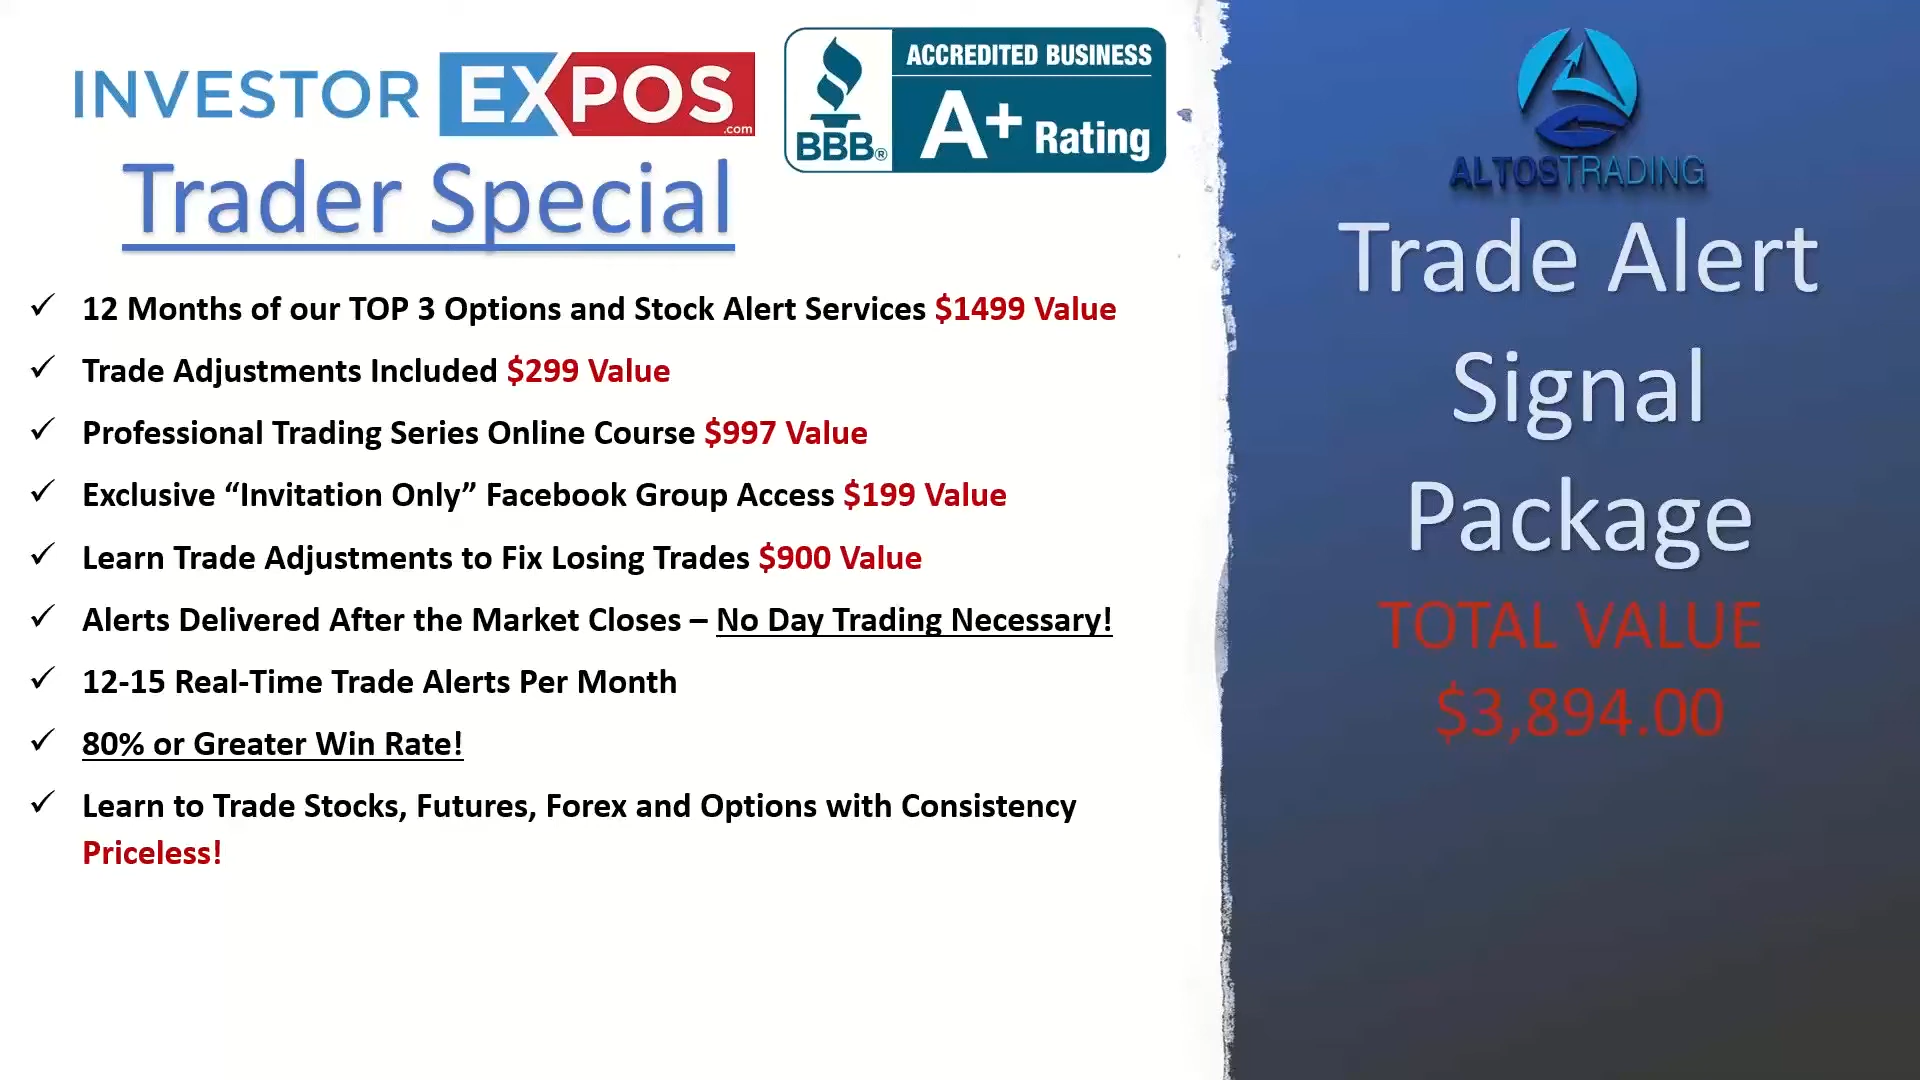 INVESTOR EXPOS
.com
ACCREDITED BUSINESS
BBB®
A+ Rating
Trader Special
✓ 12 Months of our TOP 3 Options and Stock Alert Services $1499 Value
✓ Trade Adjustments Included $299 Value
✓ Professional Trading Series Online Course $997 Value
✓ Exclusive “Invitation Only” Facebook Group Access $199 Value
✓ Learn Trade Adjustments to Fix Losing Trades $900 Value
✓ Alerts Delivered After the Market Closes – No Day Trading Necessary!
✓ 12-15 Real-Time Trade Alerts Per Month
✓ 80% or Greater Win Rate!
✓ Learn to Trade Stocks, Futures, Forex and Options with Consistency
Priceless!
ALTOSTRADING
Trade Alert
Signal
Package
TOTAL VALUE
$3,894.00